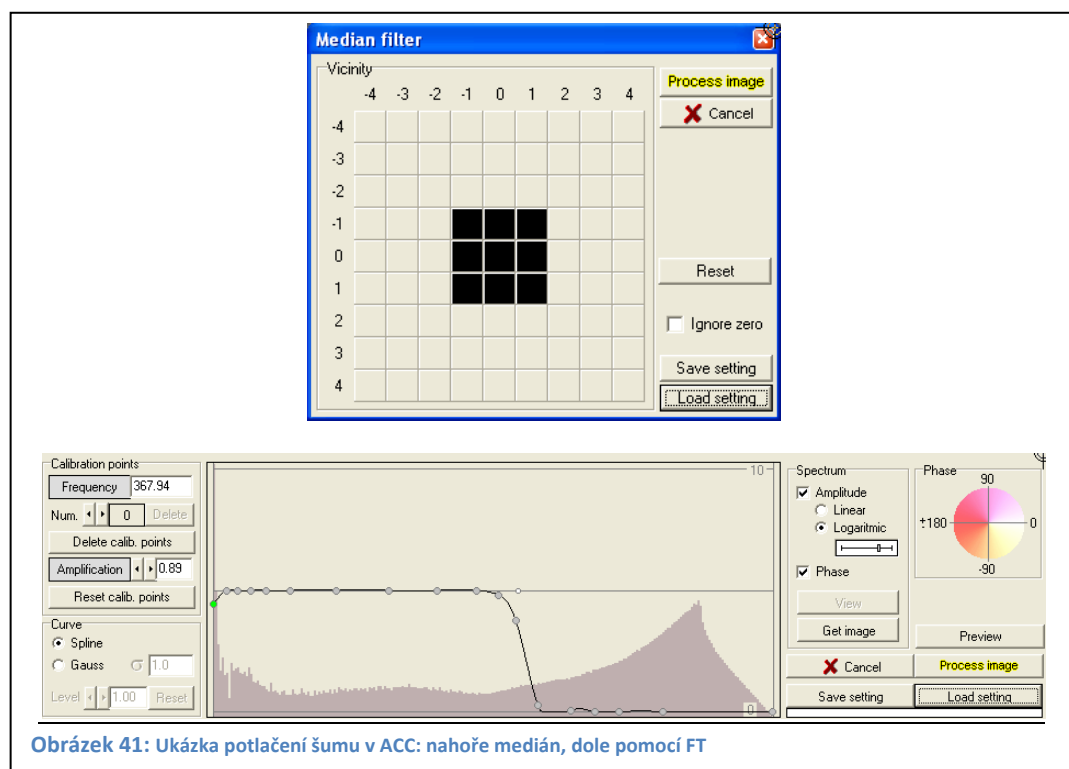 Median filter
Vicinity
-4 -3 -2 -1 0 1 2 3 4
-4
-3
-2
-1
0
1
2
3
4
Process image
Cancel
Reset
Ignore zero
Save setting
Load setting
Calibration points
Frequency 367.94
Num. 0 Delete
Delete calib. points
Amplification 0.89
Reset calib. points
Curve
Spline
Gauss σ 1.0
Level 1.00 Reset
10
0
Spectrum
Amplitude
Linear
Logaritmic
Phase
View
Get image
Phase
90
±180 0
-90
Preview
Cancel Process image
Save setting Load setting
Obrázek 41: Ukázka potlačení šumu v ACC: nahoře medián, dole pomocí FT